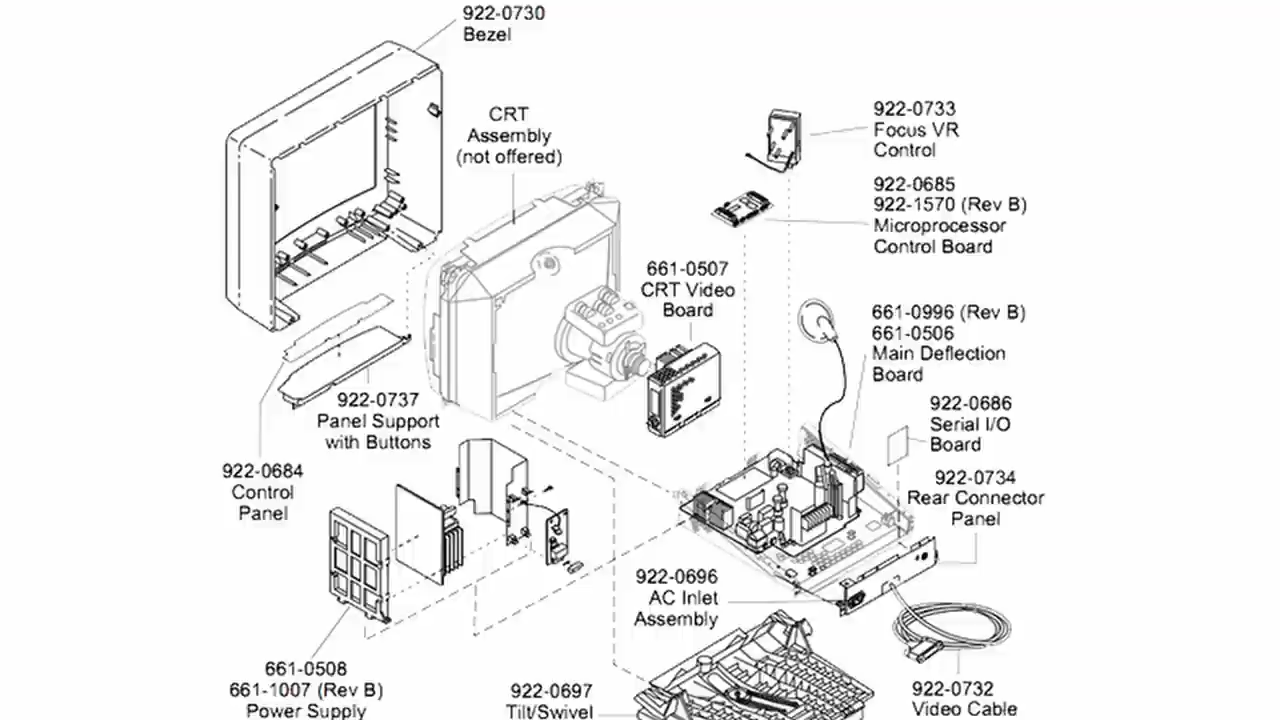 922-0730
Bezel
CRT
Assembly
(not offered)
922-0733
Focus VR
Control
922-0685
922-1570 (Rev B)
Microprocessor
Control Board
661-0507
CRT Video
Board
661-0996 (Rev B)
661-0506
Main Deflection
Board
922-0737
Panel Support
with Buttons
922-0686
Serial I/O
Board
922-0684
Control
Panel
922-0734
Rear Connector
Panel
922-0696
AC Inlet
Assembly
661-0508
661-1007 (Rev B)
Power Supply
922-0697
Tilt/Swivel
922-0732
Video Cable